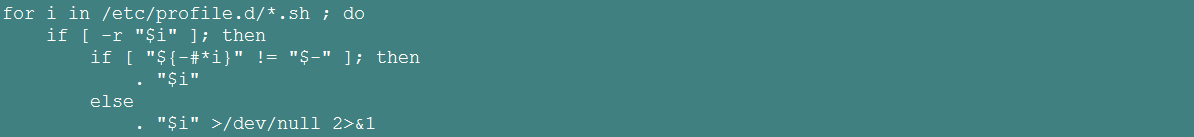 for i in /etc/profile.d/*.sh ; do
    if [ -r "$i" ]; then
        if [ "${-#*i}" != "$-" ]; then
            . "$i"
        else
            . "$i" >/dev/null 2>&1